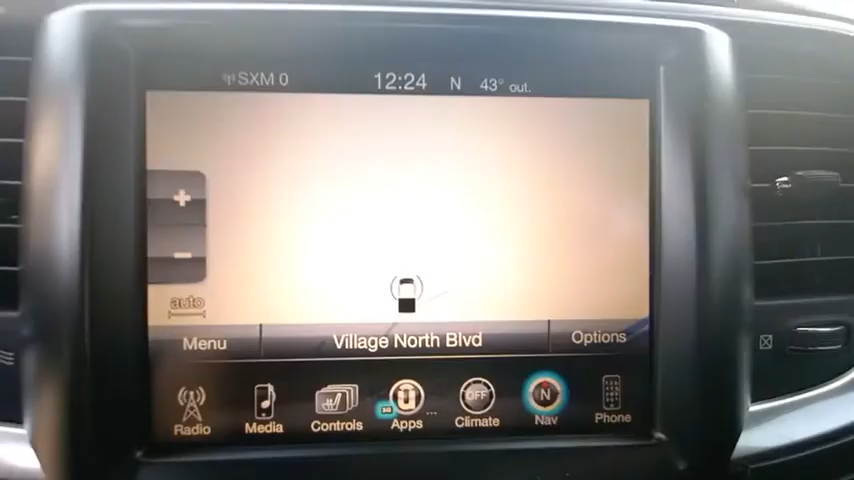 SXM 0 12:24 N 43° out.
+
−
auto
Menu Village North Blvd Options
Radio Media Controls Apps Climate Nav Phone
OFF N